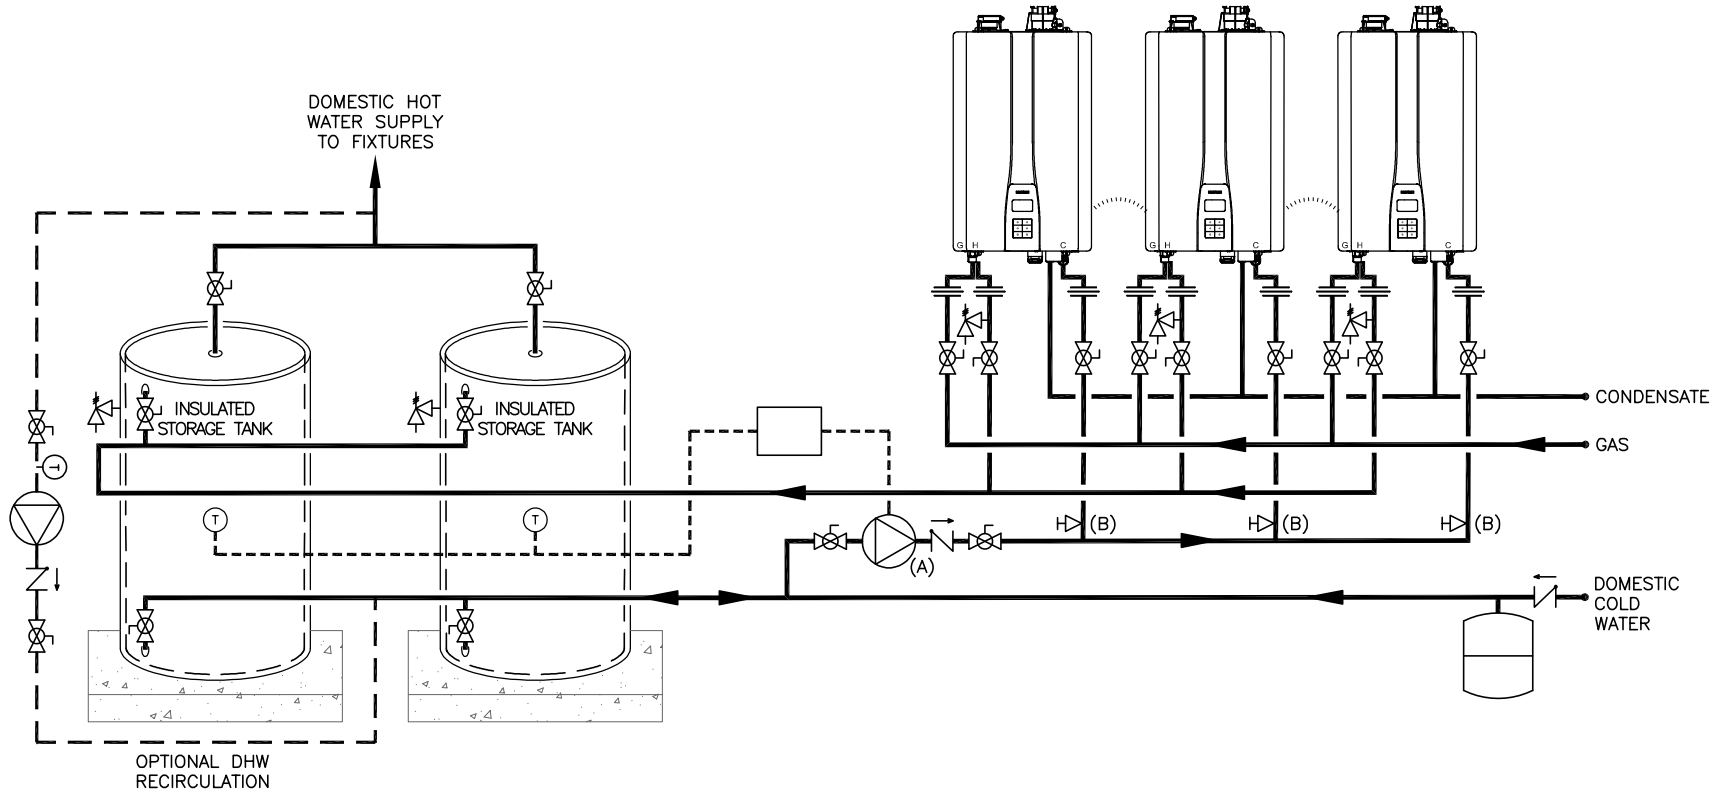 DOMESTIC HOT
WATER SUPPLY
TO FIXTURES
G H C
G H C
G H C
INSULATED
STORAGE TANK
INSULATED
STORAGE TANK
CONDENSATE
GAS
T
T
T
(B)
(B)
(B)
(A)
DOMESTIC
COLD
WATER
OPTIONAL DHW
RECIRCULATION